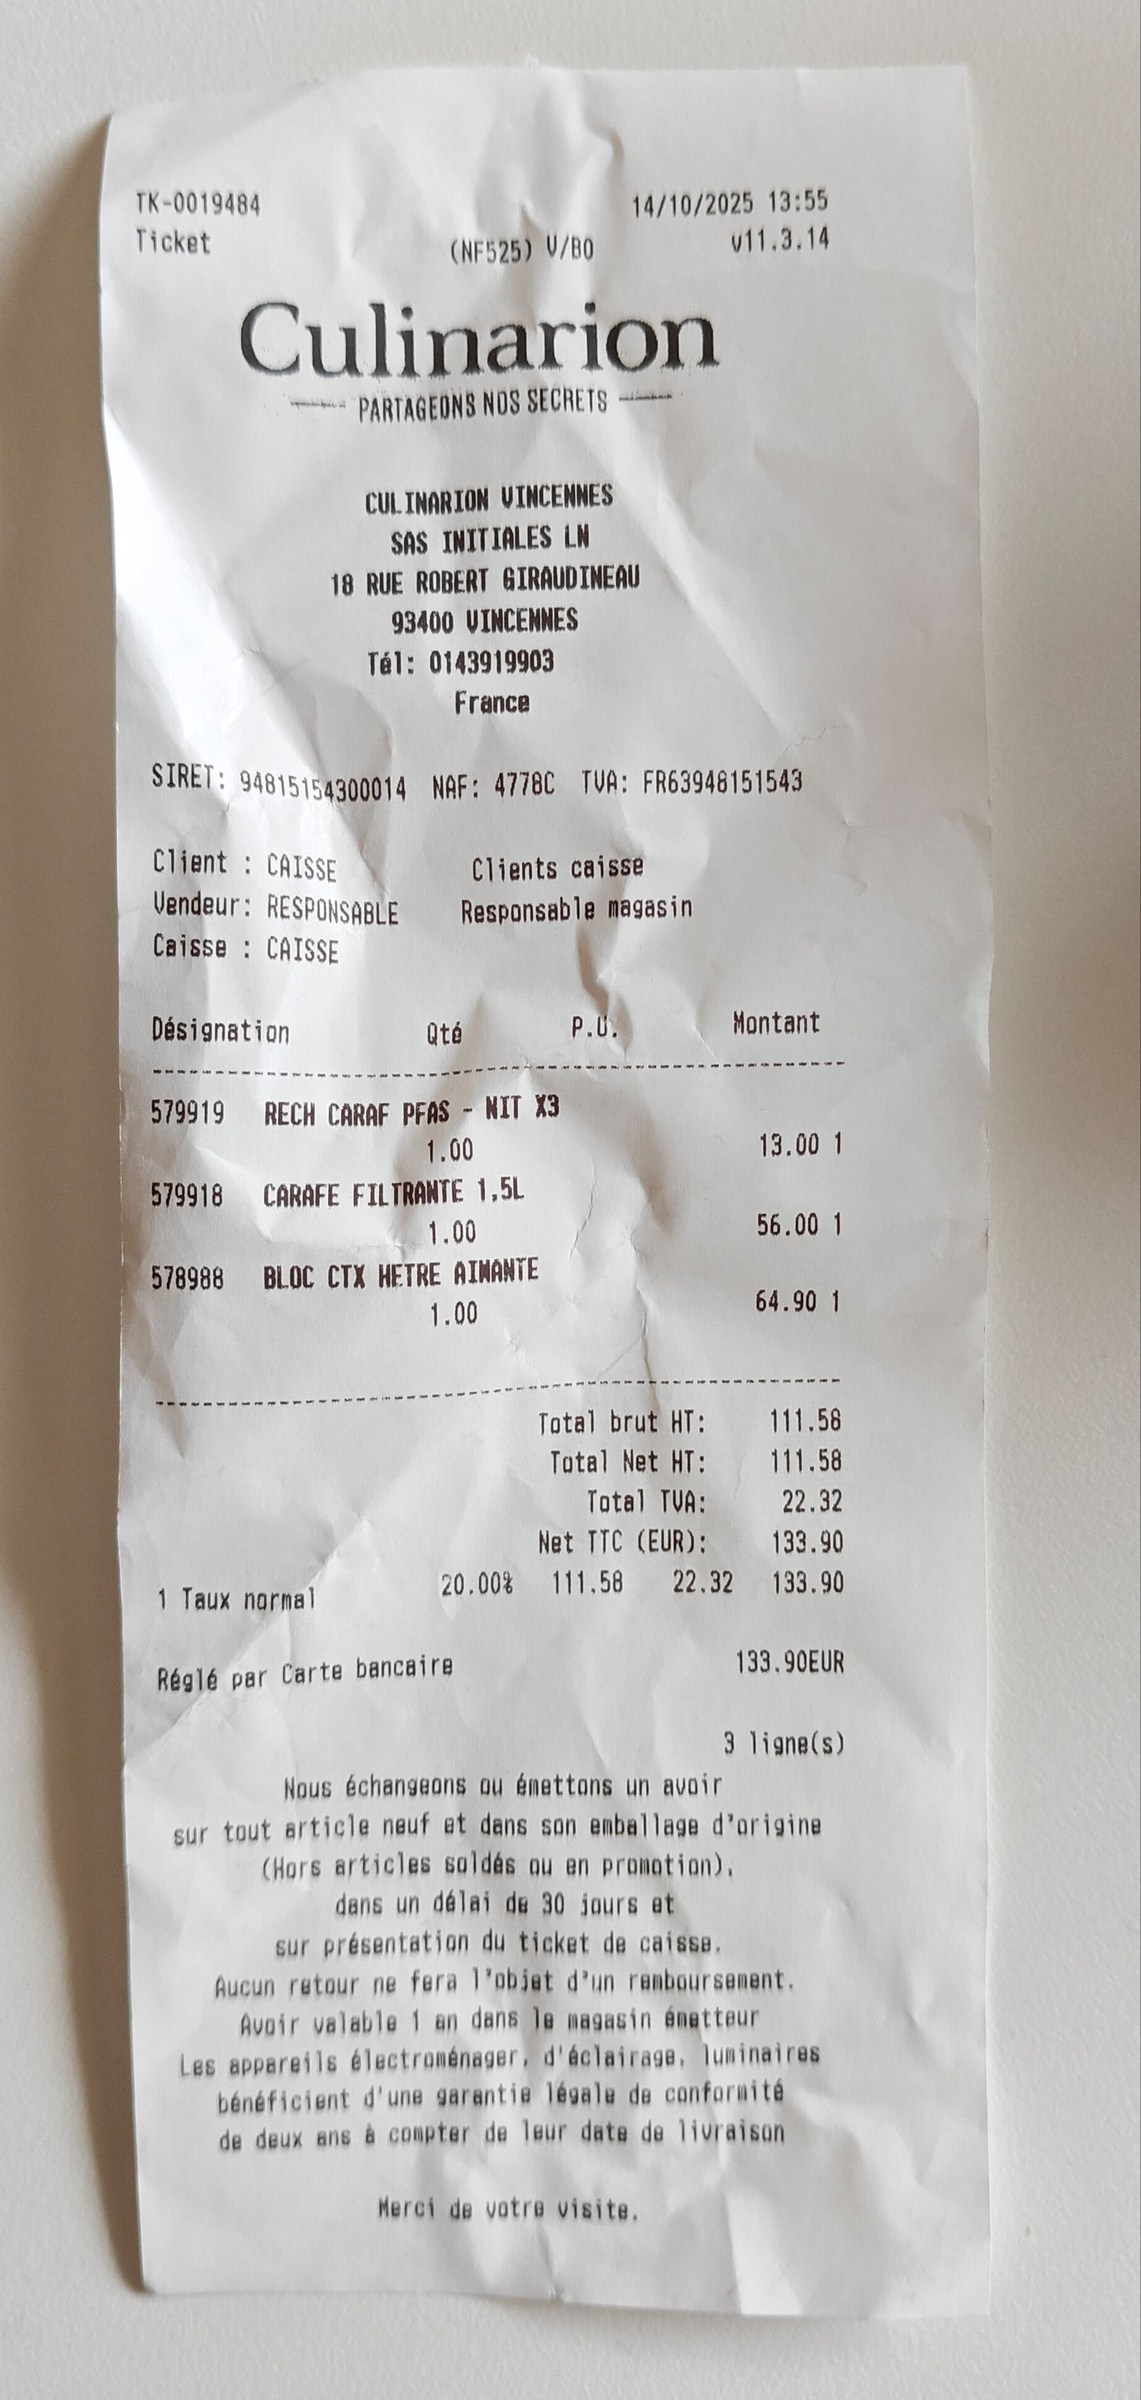 TK-0019484 14/10/2025 13:55
Ticket (NF525) V/BO v11.3.14
Culinarion
PARTAGEONS NOS SECRETS
CULINARION VINCENNES
SAS INITIALES LN
18 RUE ROBERT GIRAUDINEAU
93400 VINCENNES
Tél: 0143919903
France
SIRET: 94815154300014 NAF: 4778C TVA: FR63948151543
Client : CAISSE Clients caisse
Vendeur: RESPONSABLE Responsable magasin
Caisse : CAISSE
Désignation Qté P.U. Montant
579919 RECH CARAF PFAS - NIT X3
1.00 13.00 1
579918 CARAFE FILTRANTE 1,5L
1.00 56.00 1
578988 BLOC CTX HETRE AIMANTE
1.00 64.90 1
Total brut HT: 111.58
Total Net HT: 111.58
Total TVA: 22.32
Net TTC (EUR): 133.90
1 Taux normal 20.00% 111.58 22.32 133.90
Réglé par Carte bancaire 133.90EUR
3 ligne(s)
Nous échangeons ou émettons un avoir
sur tout article neuf et dans son emballage d'origine
(Hors articles soldés ou en promotion),
dans un délai de 30 jours et
sur présentation du ticket de caisse.
Aucun retour ne fera l'objet d'un remboursement.
Avoir valable 1 an dans le magasin émetteur
Les appareils électroménager, d'éclairage, luminaires
bénéficient d'une garantie légale de conformité
de deux ans à compter de leur date de livraison
Merci de votre visite.